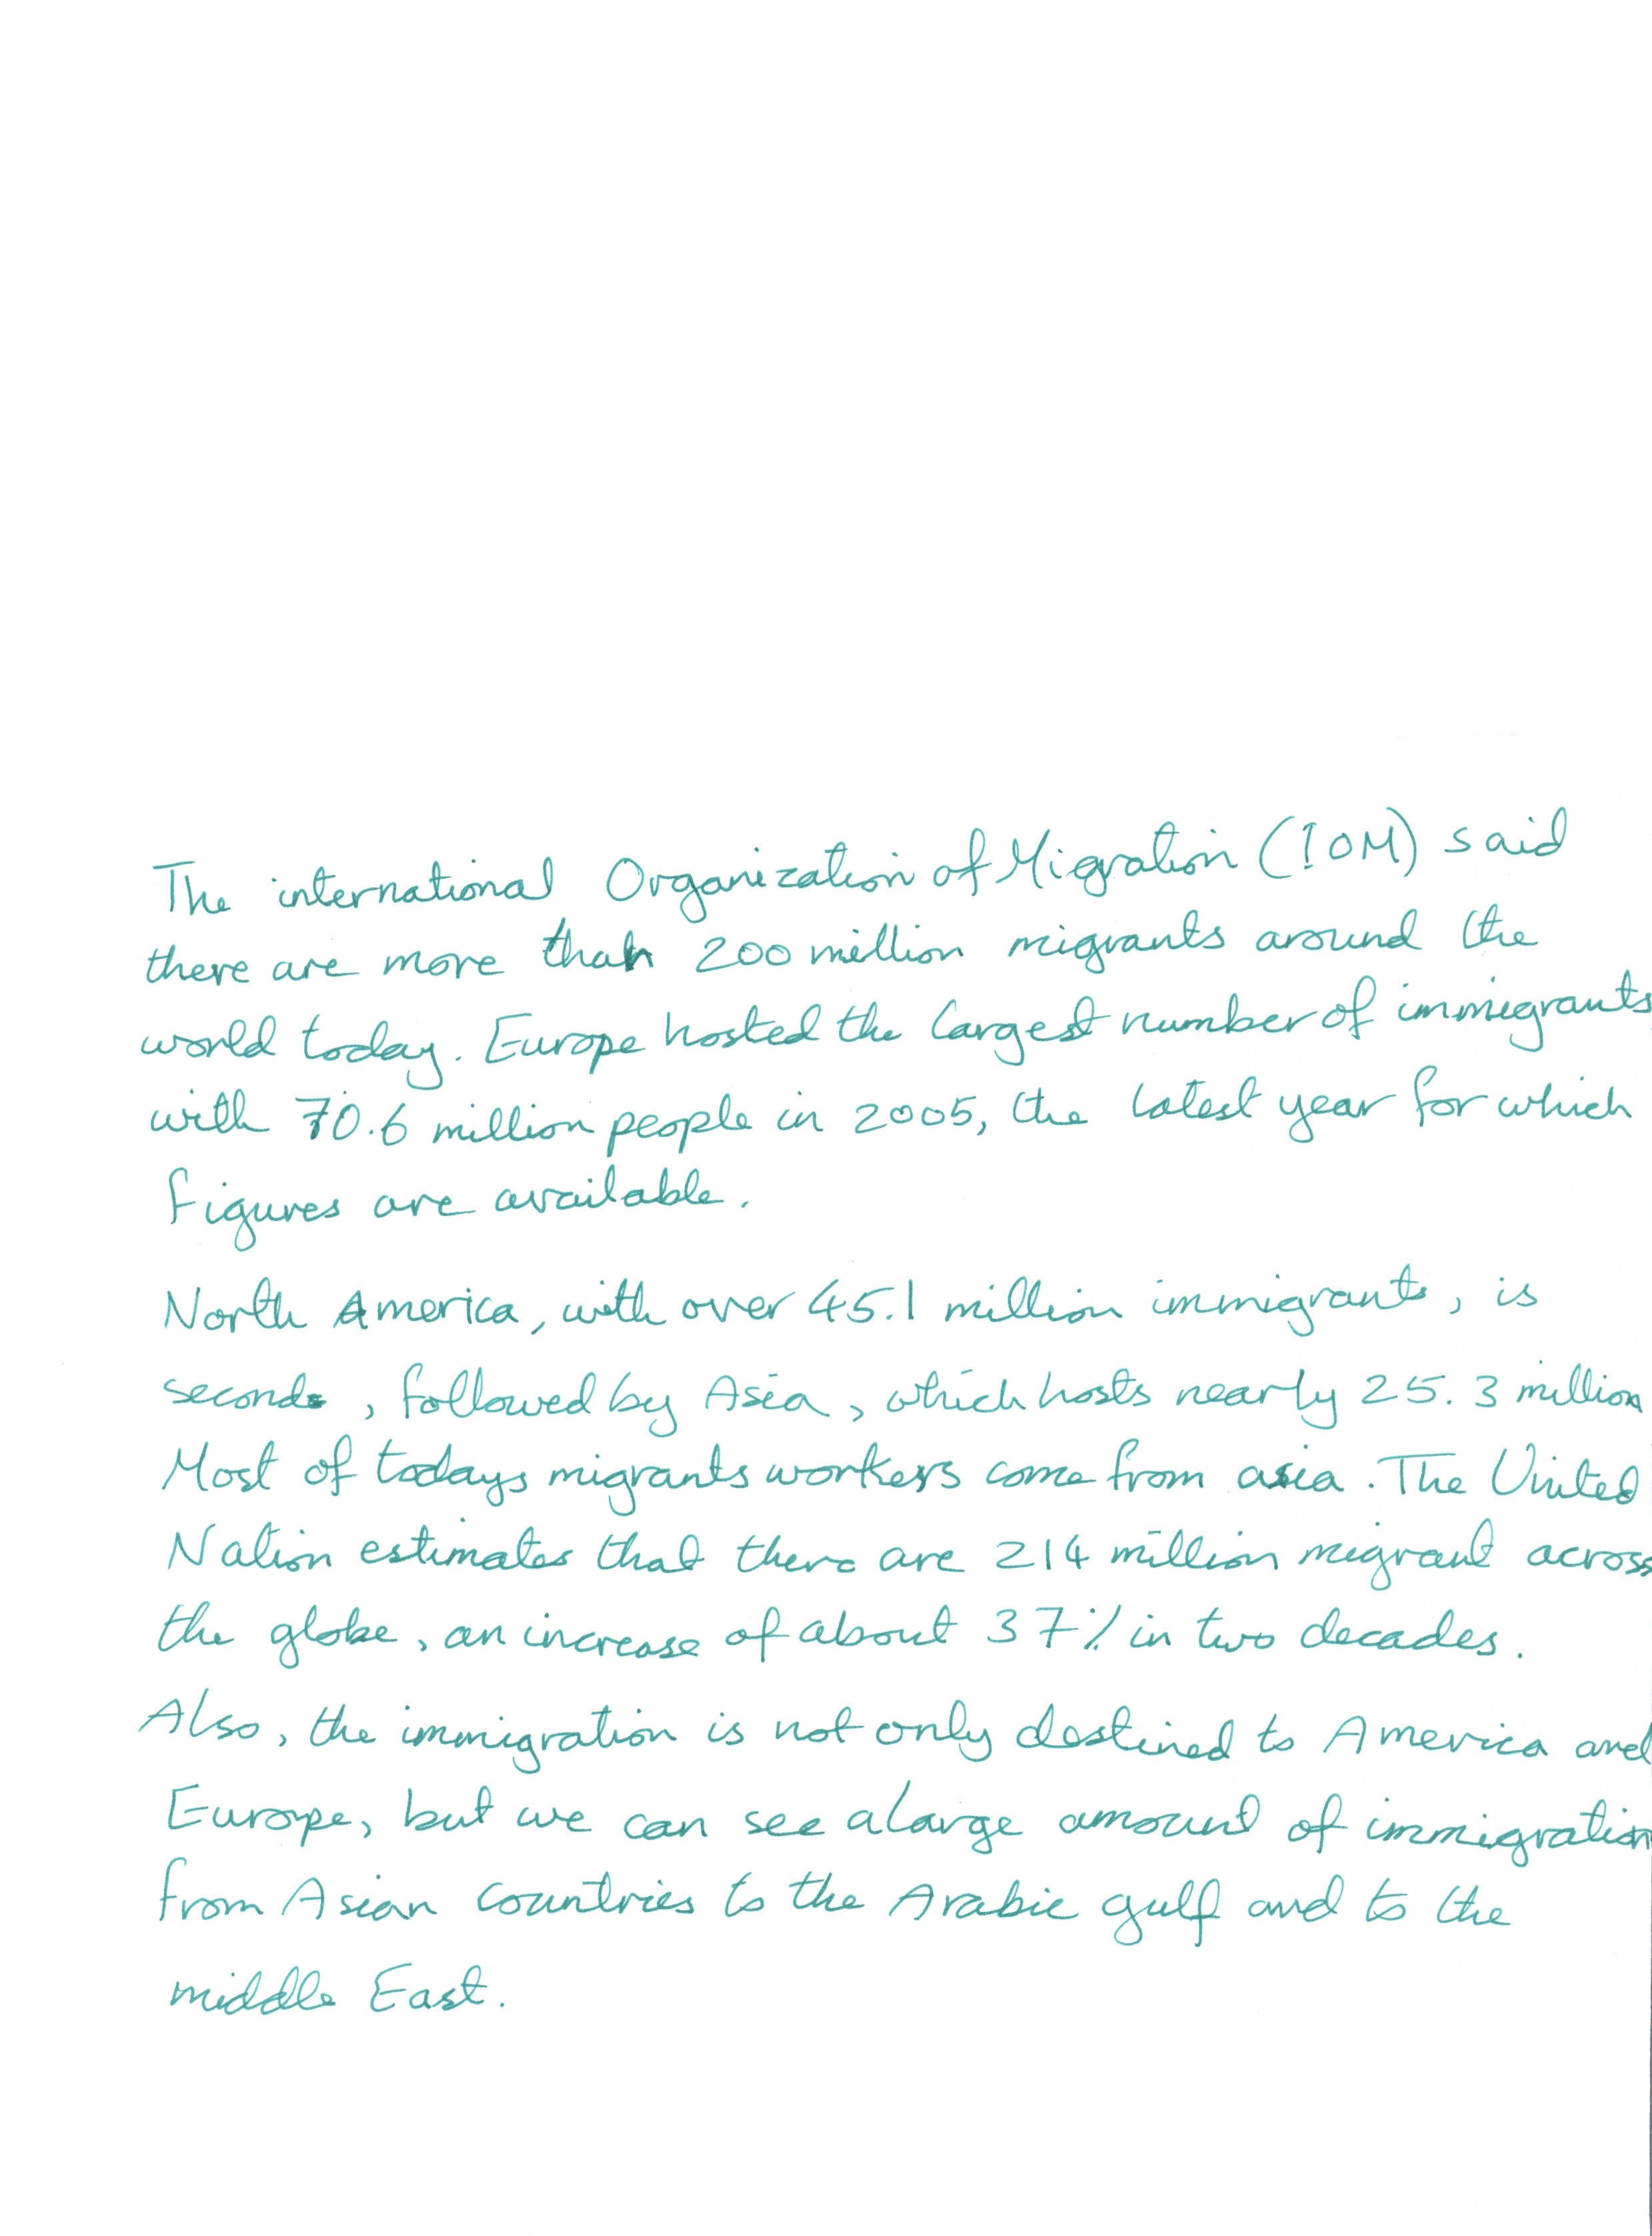 The international Organization of Migration (IOM) said
there are more than 200 million migrants around the
world today. Europe hosted the largest number of immigrants
with 70.6 million people in 2005, the latest year for which
figures are available.
North America, with over 45.1 million immigrants, is
second, followed by Asia, which hosts nearly 25.3 million
Most of todays migrants workers come from asia. The United
Nation estimates that there are 214 million migrant across
the globe, an increase of about 37% in two decades.
Also, the immigration is not only destined to America and
Europe, but we can see a large amount of immigration
from Asian countries to the Arabic gulf and to the
middle East.